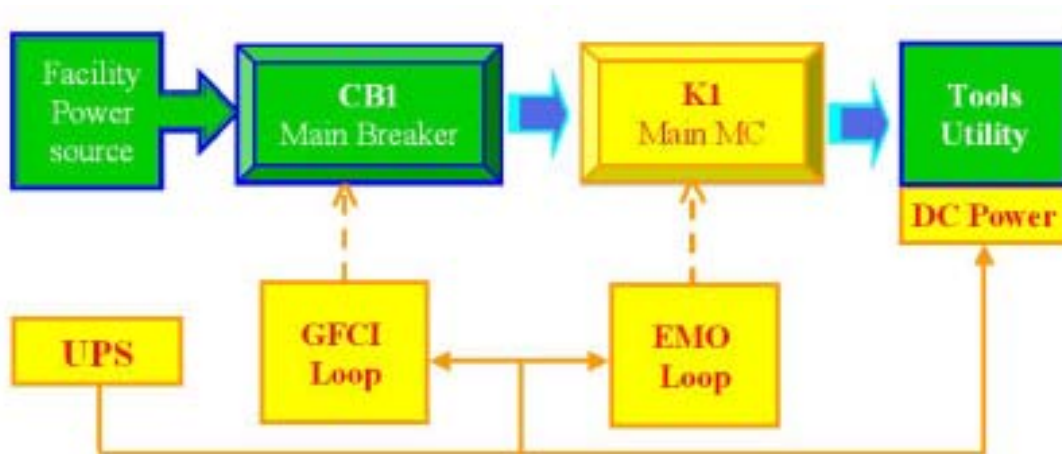 Facility
Power
source
CB1
Main Breaker
K1
Main MC
Tools
Utility
DC Power
UPS
GFCI
Loop
EMO
Loop